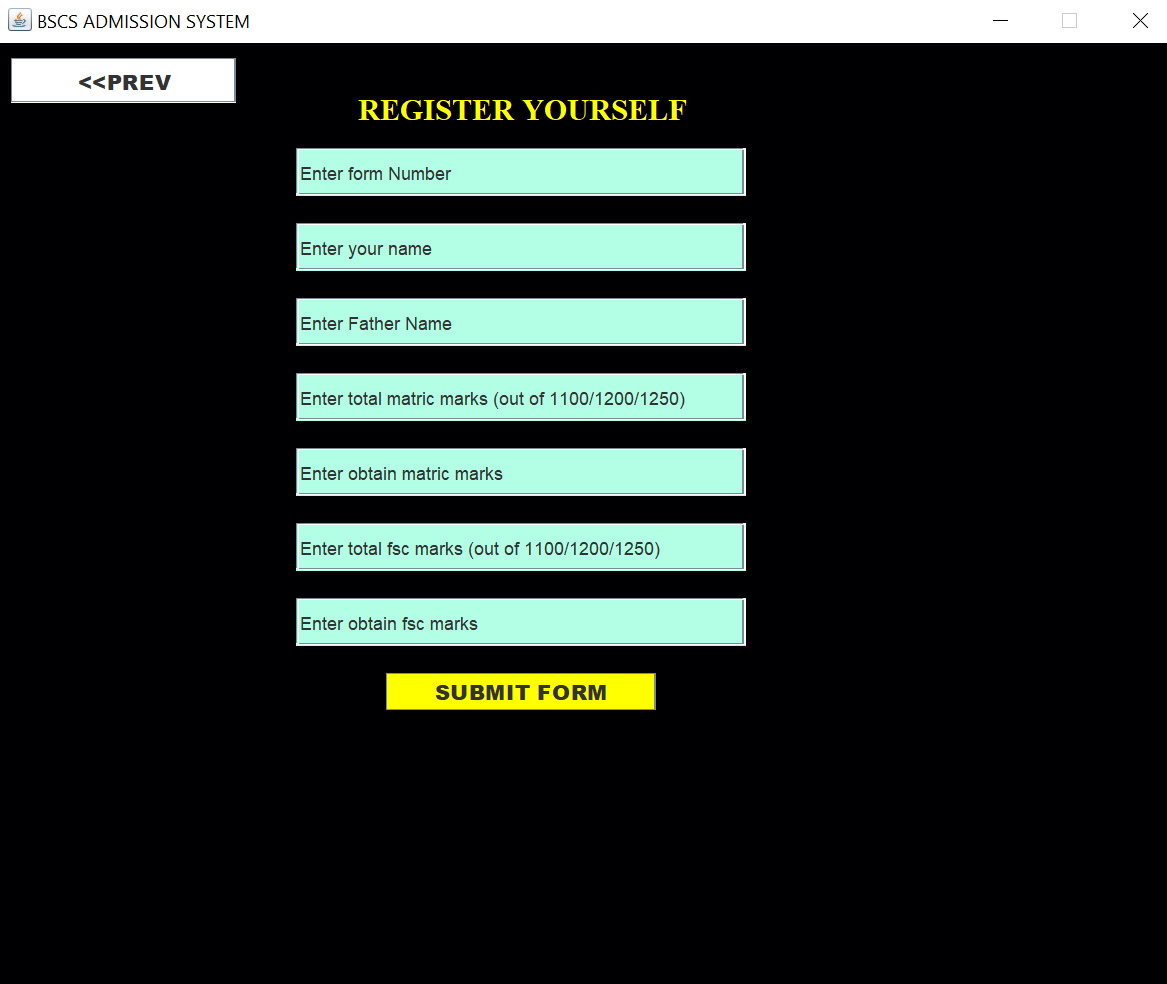 BSCS ADMISSION SYSTEM
<<PREV
REGISTER YOURSELF
Enter form Number
Enter your name
Enter Father Name
Enter total matric marks (out of 1100/1200/1250)
Enter obtain matric marks
Enter total fsc marks (out of 1100/1200/1250)
Enter obtain fsc marks
SUBMIT FORM